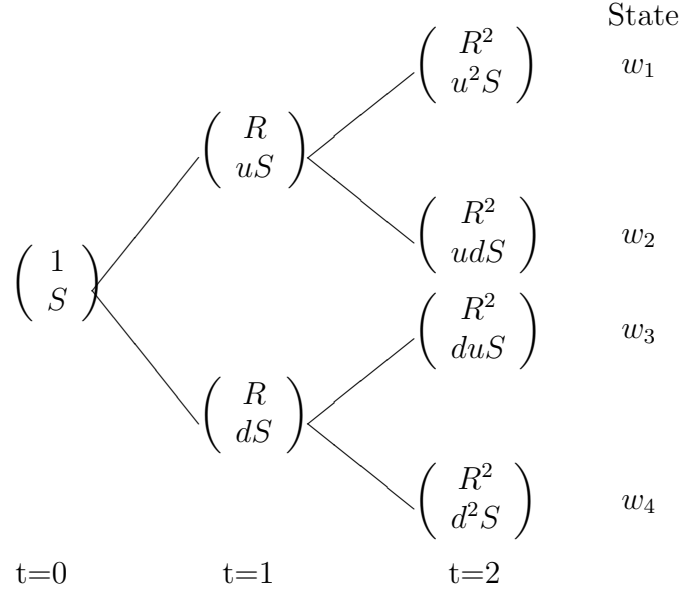 State
R²
u²S
w₁
R
uS
R²
udS
w₂
1
S
R²
duS
w₃
R
dS
R²
d²S
w₄
t=0 t=1 t=2